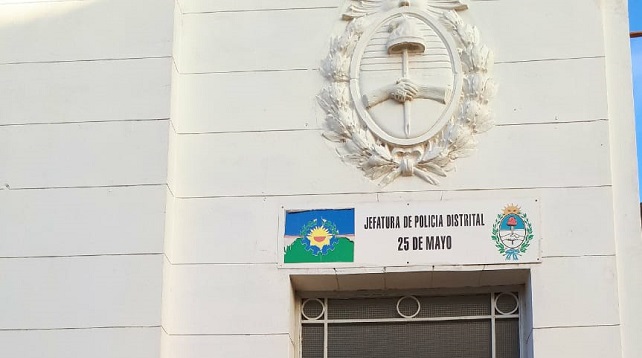 JEFATURA DE POLICIA DISTRITAL
25 DE MAYO